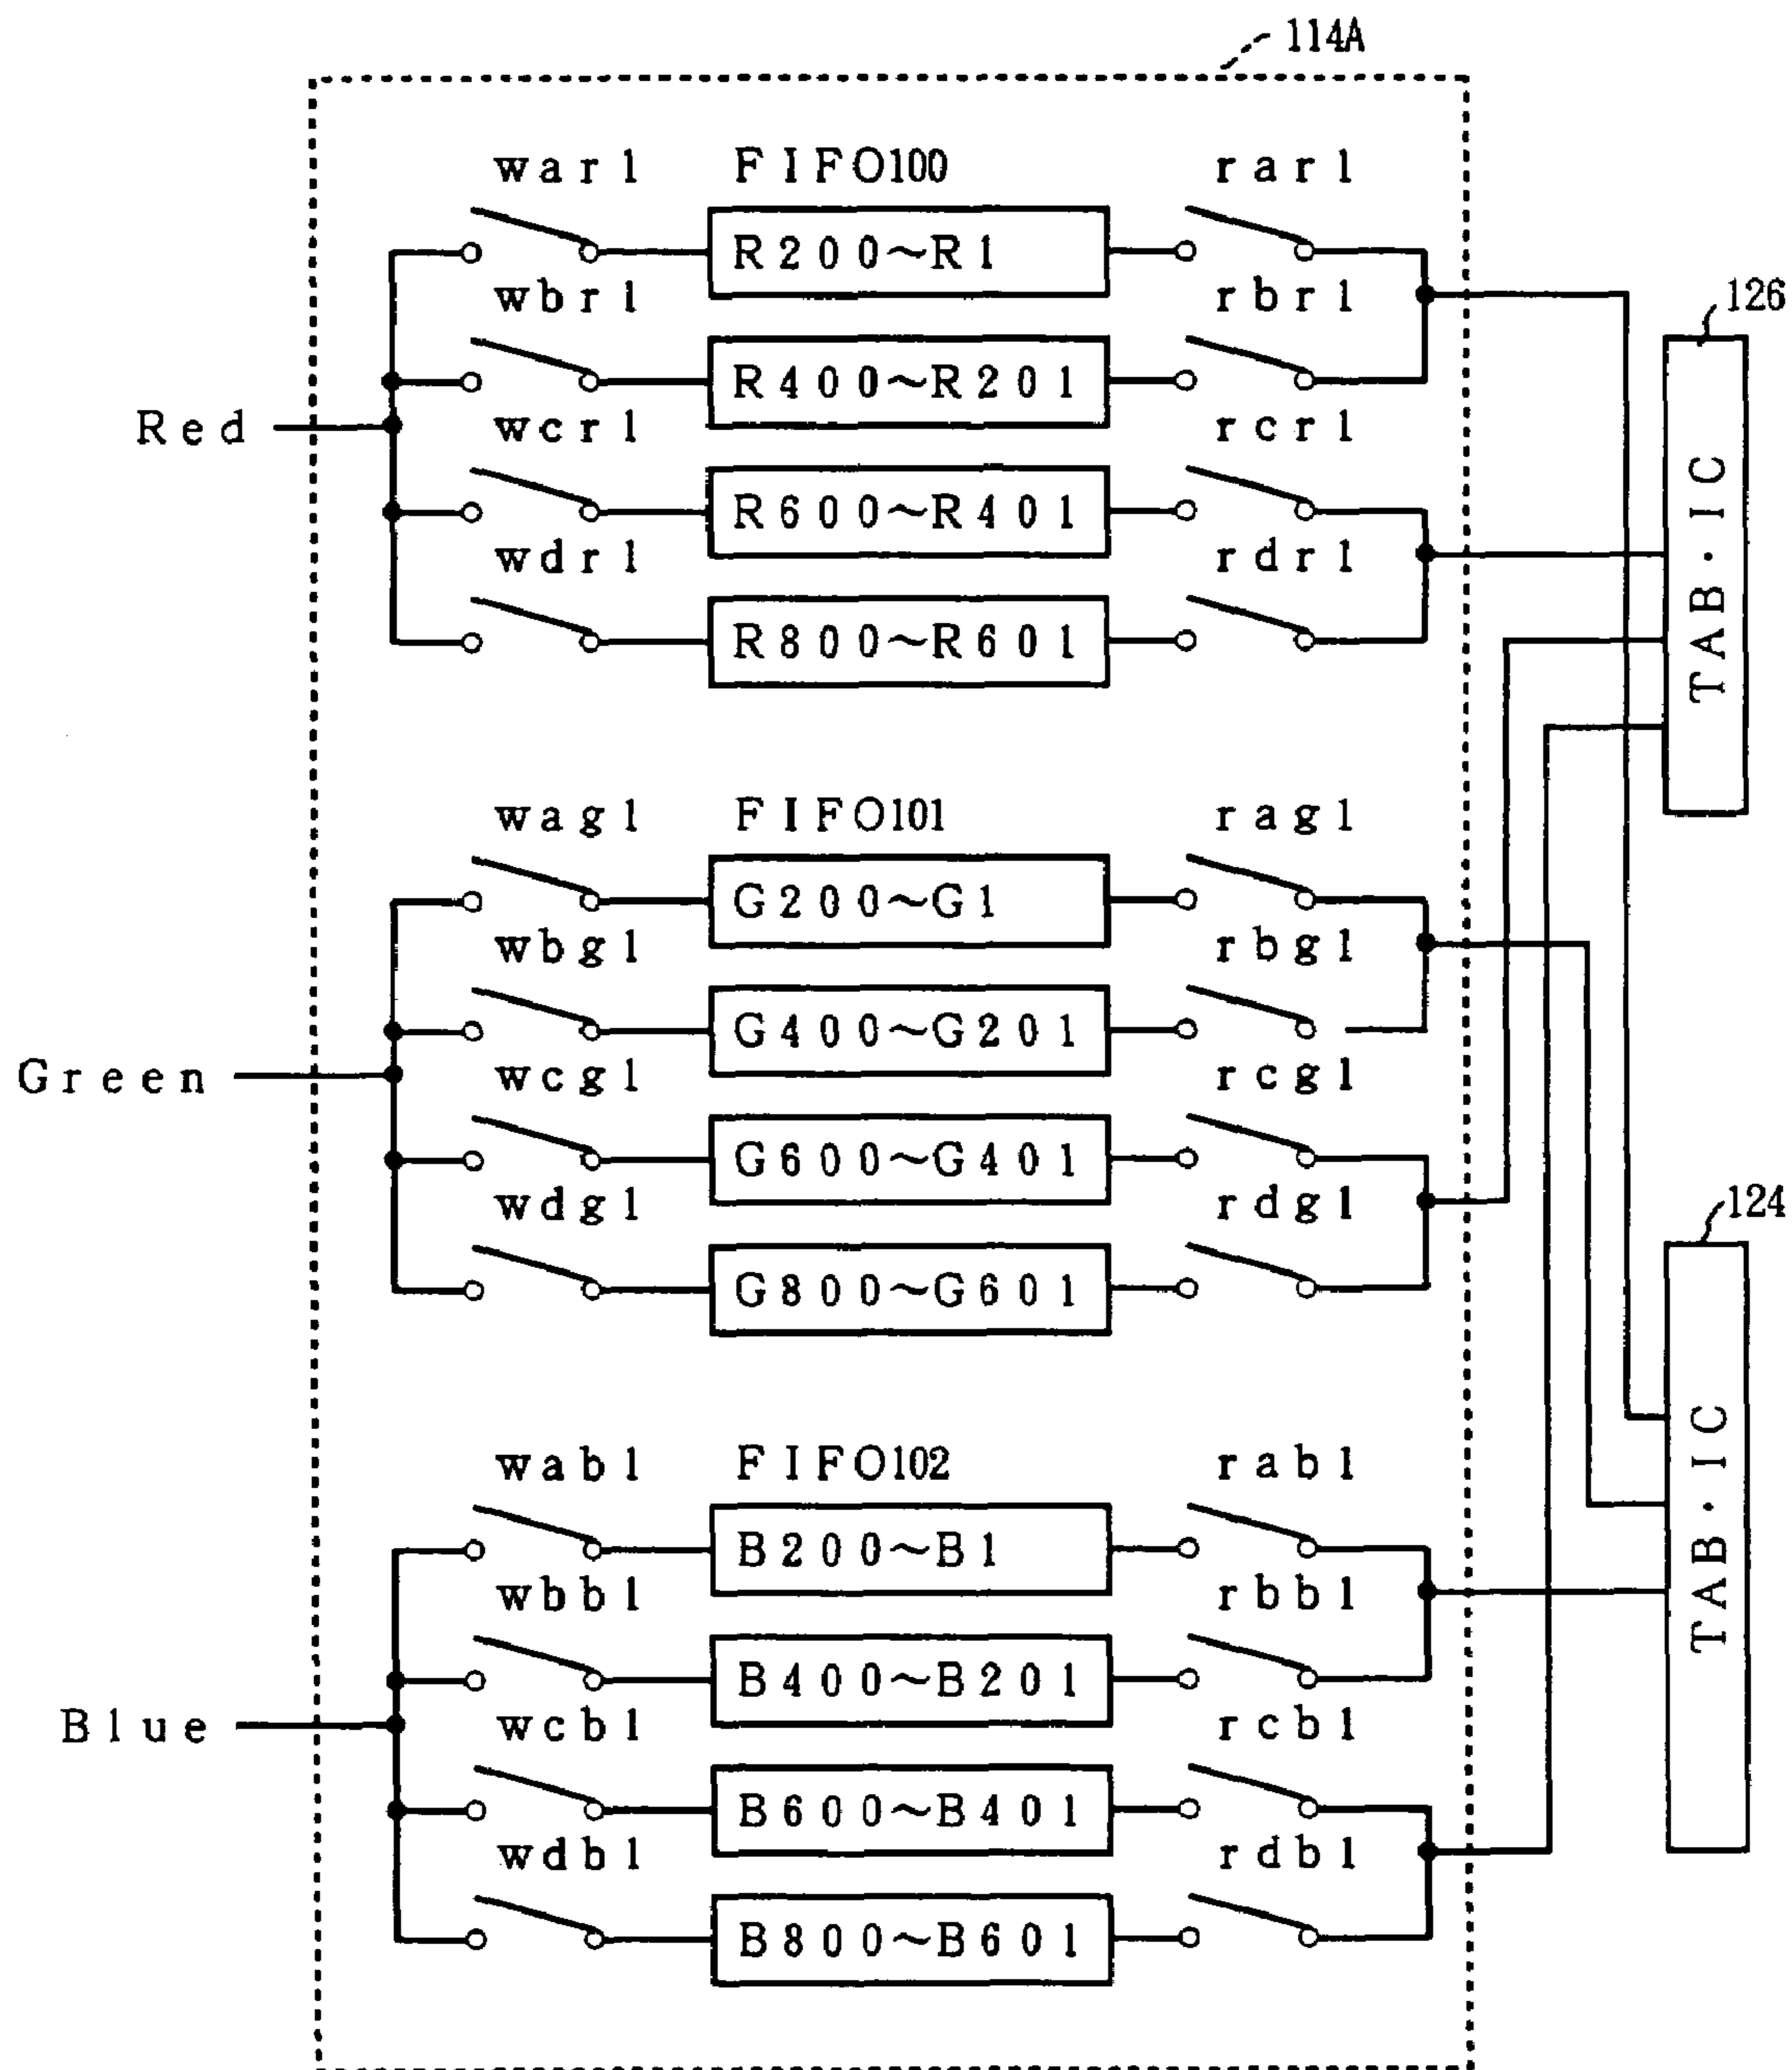 114A
war1 FIFO100 rar1
R200~R1
wbr1 rbr1
126
R400~R201
Red
wcr1 rcr1
R600~R401
TAB·IC
wdr1 rdr1
R800~R601
wag1 FIFO101 rag1
G200~G1
wbg1 rbg1
G400~G201
Green
wcg1 rcg1
G600~G401
wdg1 rdg1
124
G800~G601
wab1 FIFO102 rab1
B200~B1
TAB·IC
wbb1 rbb1
B400~B201
Blue
wcb1 rcb1
B600~B401
wdb1 rdb1
B800~B601